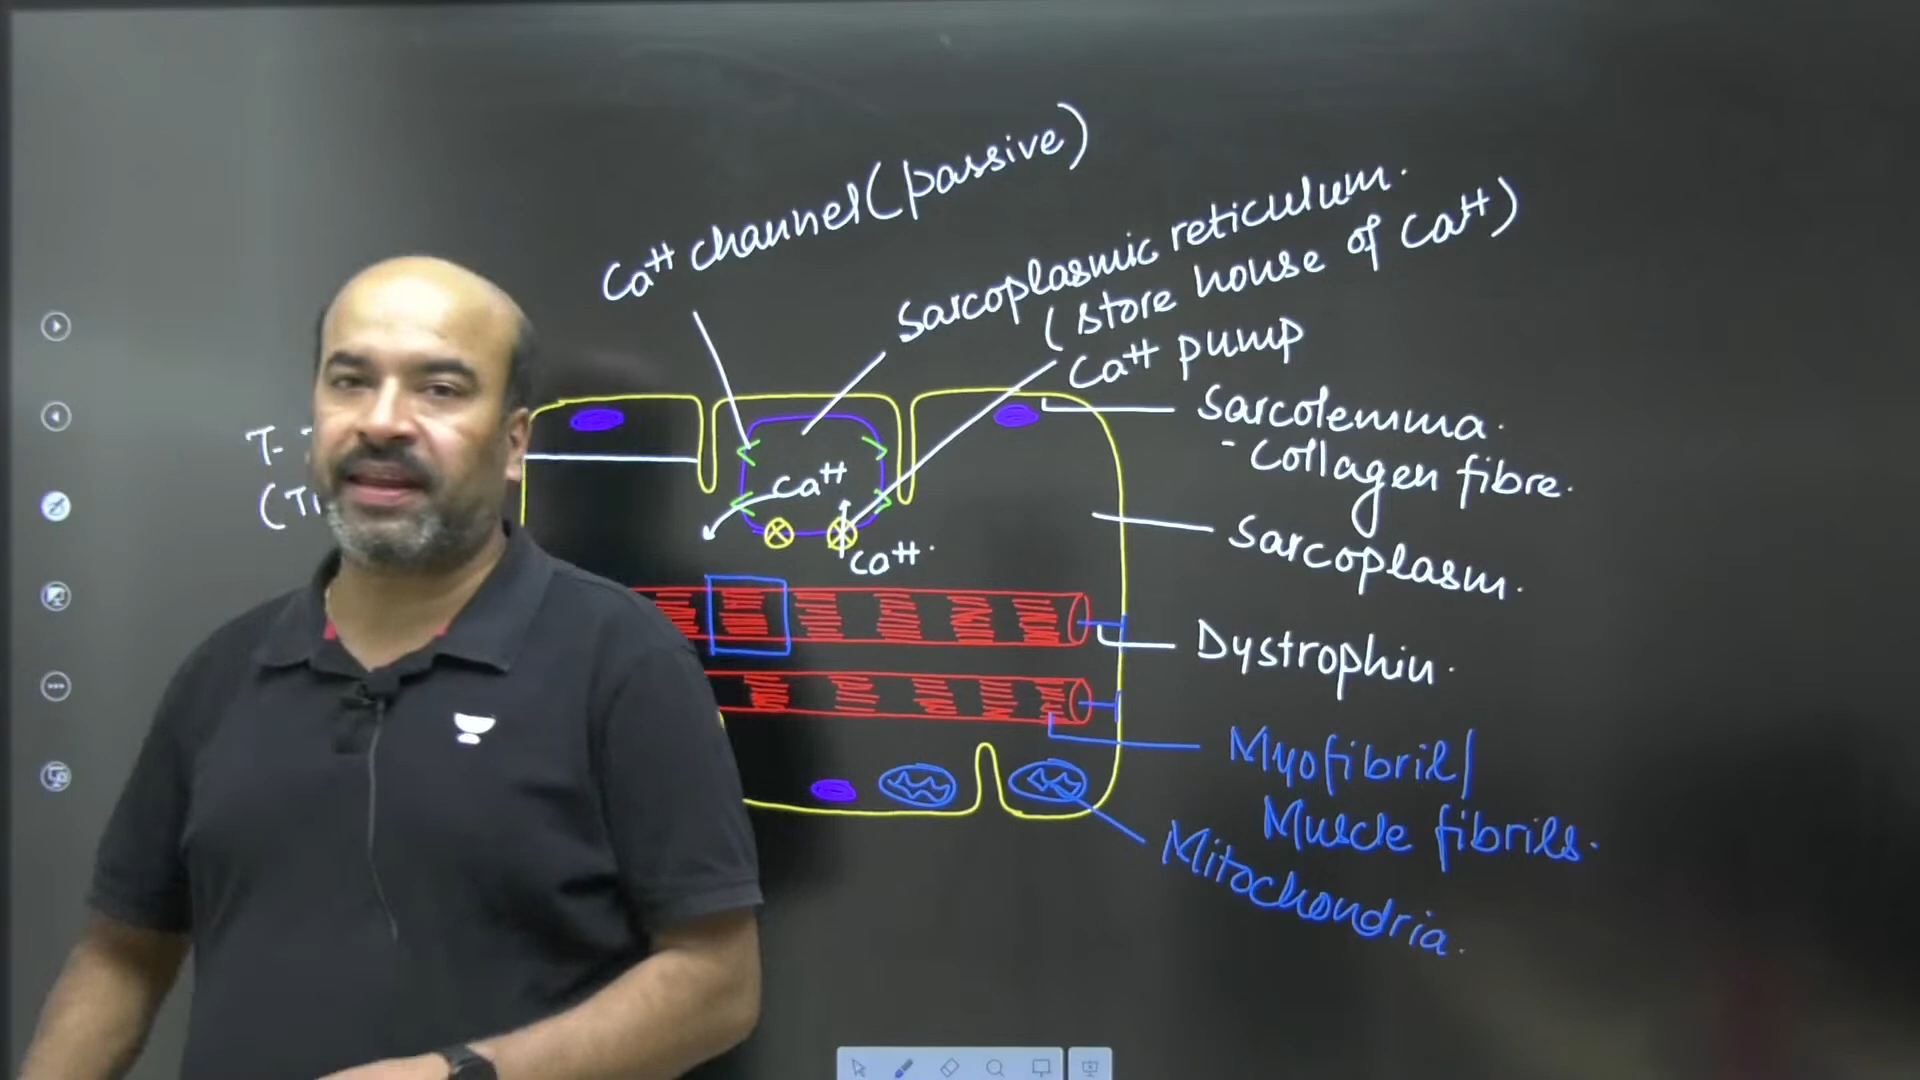 Ca++ channel (passive)
Sarcoplasmic reticulum.
(store house of Ca++)
Ca++ pump
Sarcolemma.
- Collagen fibre.
T-
Ca++
Sarcoplasm.
Ca++.
Dystrophin.
Myofibril/
Muscle fibrils.
Mitochondria.